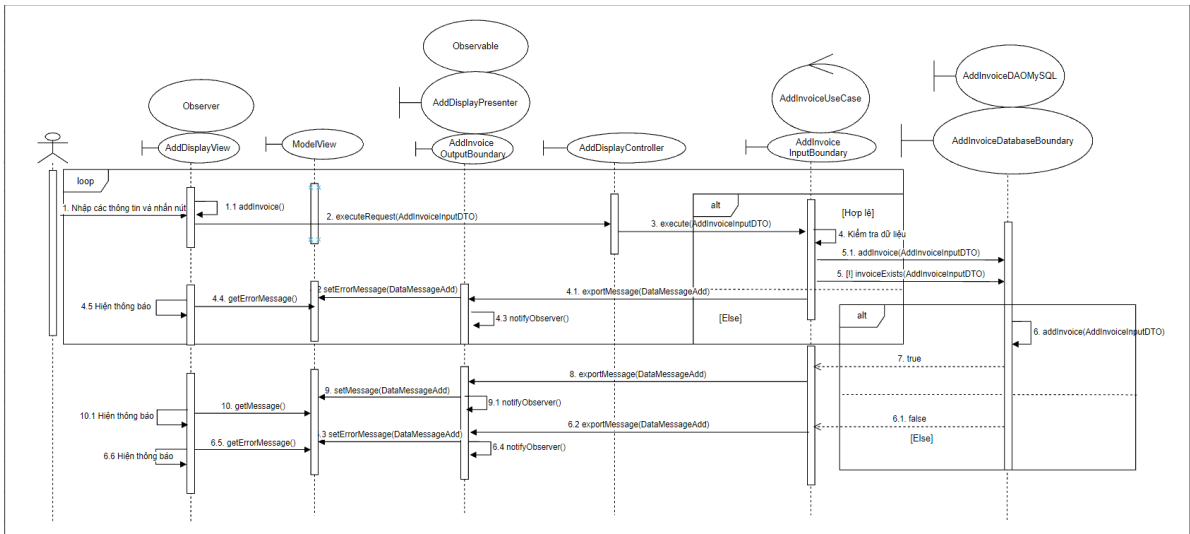 Observable
AddInvoiceDAOMySQL
AddInvoiceUseCase
Observer
AddDisplayPresenter
AddDisplayView
ModelView
AddInvoice
OutputBoundary
AddDisplayController
AddInvoice
InputBoundary
AddInvoiceDatabaseBoundary
loop
alt
[Hợp lệ]
1. Nhập các thông tin và nhấn nút
1.1 addInvoice()
2. executeRequest(AddInvoiceInputDTO)
3. execute(AddInvoiceInputDTO)
4. Kiểm tra dữ liệu
5.1. addInvoice(AddInvoiceInputDTO)
5. [!] invoiceExists(AddInvoiceInputDTO)
4.5 Hiện thông báo
4.4. getErrorMessage()
2 setErrorMessage(DataMessageAdd)
4.1. exportMessage(DataMessageAdd)
4.3 notifyObserver()
[Else]
alt
6. addInvoice(AddInvoiceInputDTO)
7. true
8. exportMessage(DataMessageAdd)
9. setMessage(DataMessageAdd)
9.1 notifyObserver()
10. getMessage()
10.1 Hiện thông báo
6.1. false
6.2 exportMessage(DataMessageAdd)
.3 setErrorMessage(DataMessageAdd)
[Else]
6.4 notifyObserver()
6.5. getErrorMessage()
6.6 Hiện thông báo